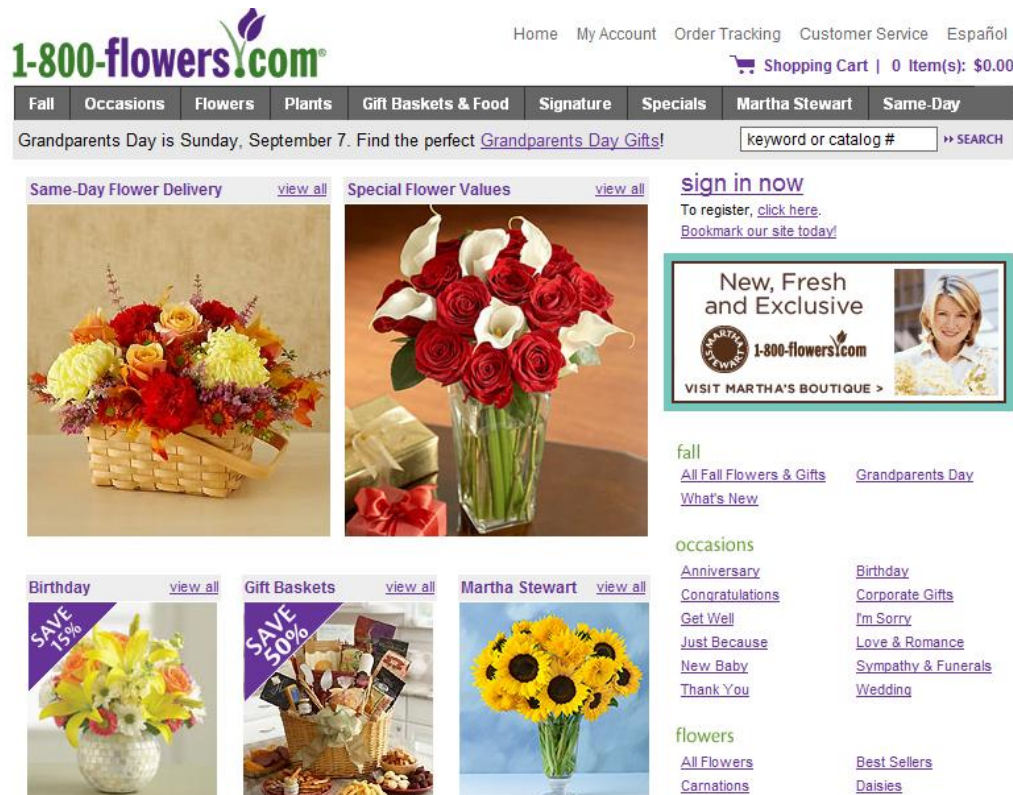 1-800-flowers.com®
Home My Account Order Tracking Customer Service Español
Shopping Cart | 0 Item(s): $0.00
Fall Occasions Flowers Plants Gift Baskets & Food Signature Specials Martha Stewart Same-Day
Grandparents Day is Sunday, September 7. Find the perfect Grandparents Day Gifts!
keyword or catalog # SEARCH
Same-Day Flower Delivery view all
Special Flower Values view all
sign in now
To register, click here.
Bookmark our site today!
New, Fresh
and Exclusive
MARTHA STEWART
1-800-flowers.com
VISIT MARTHA'S BOUTIQUE >
fall
All Fall Flowers & Gifts Grandparents Day
What's New
occasions
Anniversary Birthday
Congratulations Corporate Gifts
Get Well I'm Sorry
Just Because Love & Romance
New Baby Sympathy & Funerals
Thank You Wedding
flowers
All Flowers Best Sellers
Carnations Daisies
Birthday view all
SAVE
15%
Gift Baskets view all
SAVE
50%
Martha Stewart view all